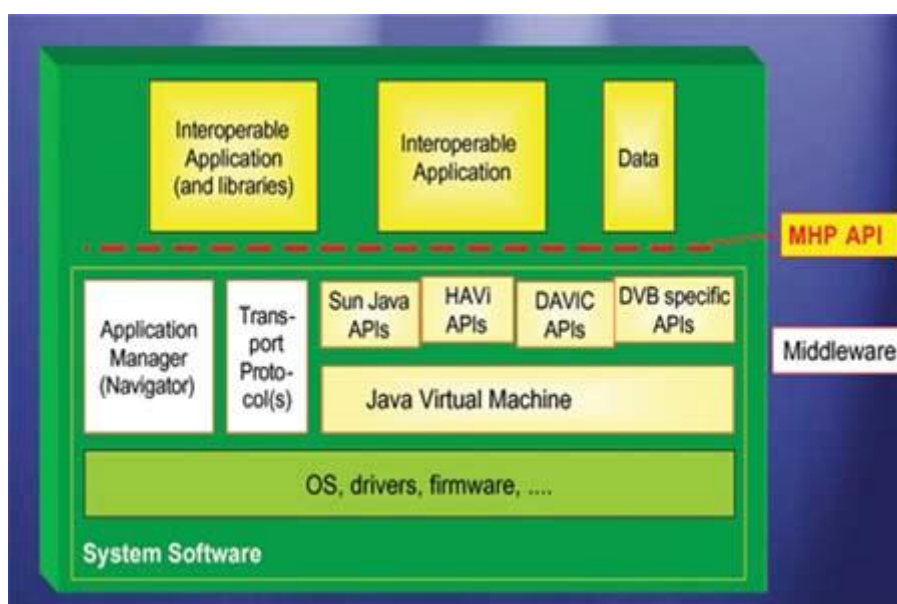 Interoperable
Application
(and libraries)
Interoperable
Application
Data
MHP API
Application
Manager
(Navigator)
Trans-
port
Proto-
col(s)
Sun Java
APIs
HAVi
APIs
DAVIC
APIs
DVB specific
APIs
Middleware
Java Virtual Machine
OS, drivers, firmware, ....
System Software